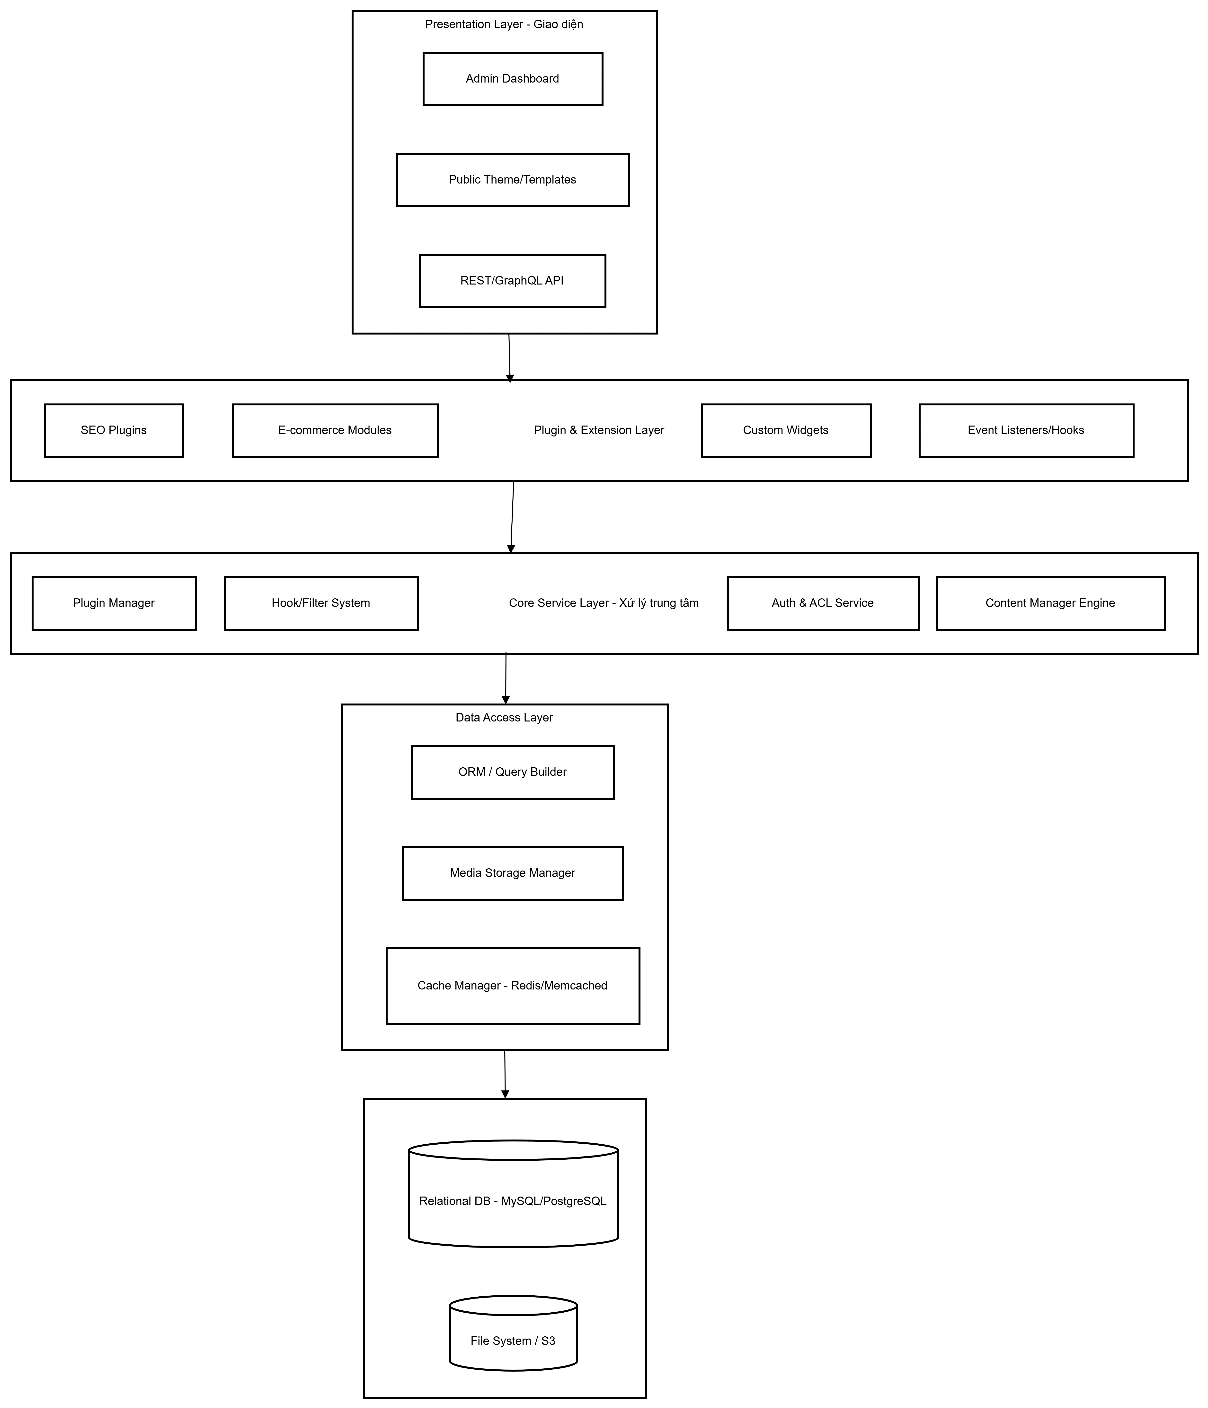 Presentation Layer - Giao diện
Admin Dashboard
Public Theme/Templates
REST/GraphQL API
SEO Plugins
E-commerce Modules
Plugin & Extension Layer
Custom Widgets
Event Listeners/Hooks
Plugin Manager
Hook/Filter System
Core Service Layer - Xử lý trung tâm
Auth & ACL Service
Content Manager Engine
Data Access Layer
ORM / Query Builder
Media Storage Manager
Cache Manager - Redis/Memcached
Relational DB - MySQL/PostgreSQL
File System / S3